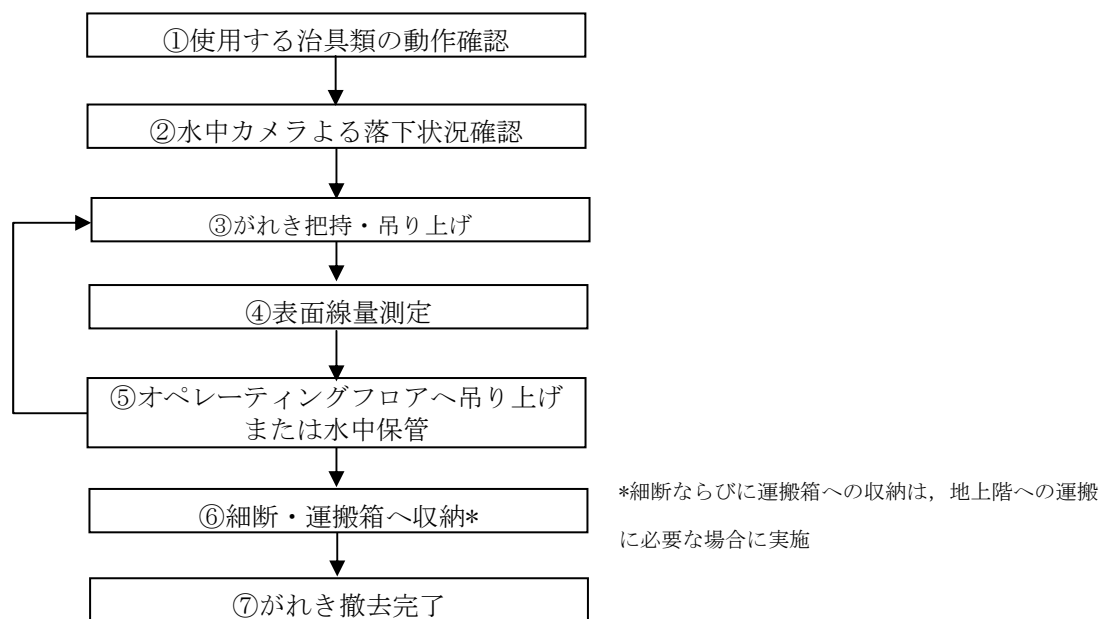 ①使用する治具類の動作確認
②水中カメラよる落下状況確認
③がれき把持・吊り上げ
④表面線量測定
⑤オペレーティングフロアへ吊り上げ
または水中保管
⑥細断・運搬箱へ収納*
*細断ならびに運搬箱への収納は，地上階への運搬
に必要な場合に実施
⑦がれき撤去完了